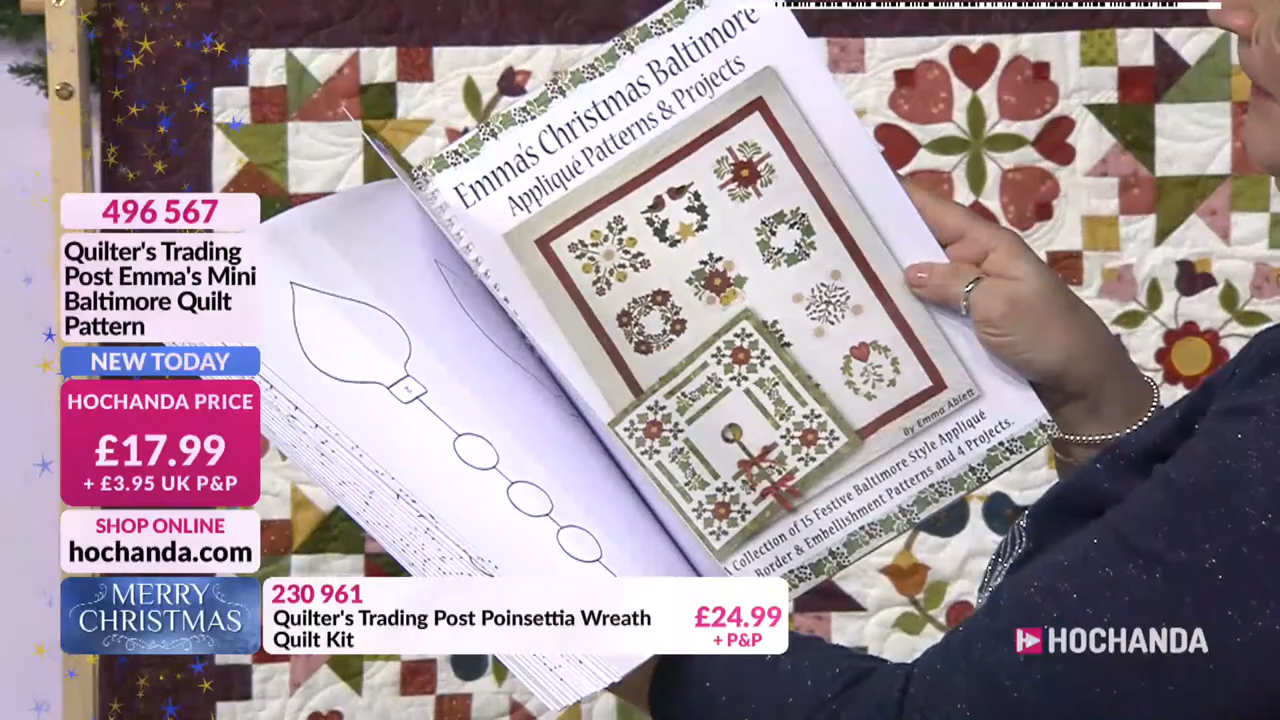 Emma's Christmas Baltimore
Appliqué Patterns & Projects
By Emma Ablett
A Collection of 15 Festive Baltimore Style Appliqué
Border & Embellishment Patterns and 4 Projects.
496 567
Quilter's Trading
Post Emma's Mini
Baltimore Quilt
Pattern
NEW TODAY
HOCHANDA PRICE
£17.99
+ £3.95 UK P&P
SHOP ONLINE
hochanda.com
MERRY
CHRISTMAS
230 961
Quilter's Trading Post Poinsettia Wreath
Quilt Kit
£24.99
+ P&P
HOCHANDA